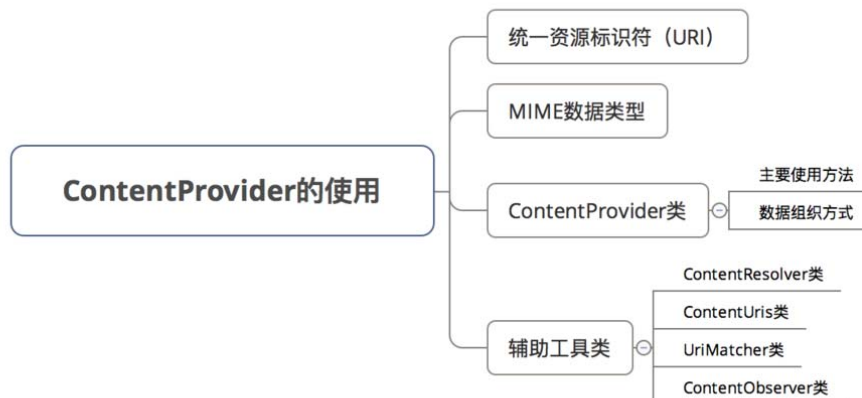 统一资源标识符（URI）
MIME数据类型
ContentProvider的使用
ContentProvider类
主要使用方法
数据组织方式
辅助工具类
ContentResolver类
ContentUris类
UriMatcher类
ContentObserver类